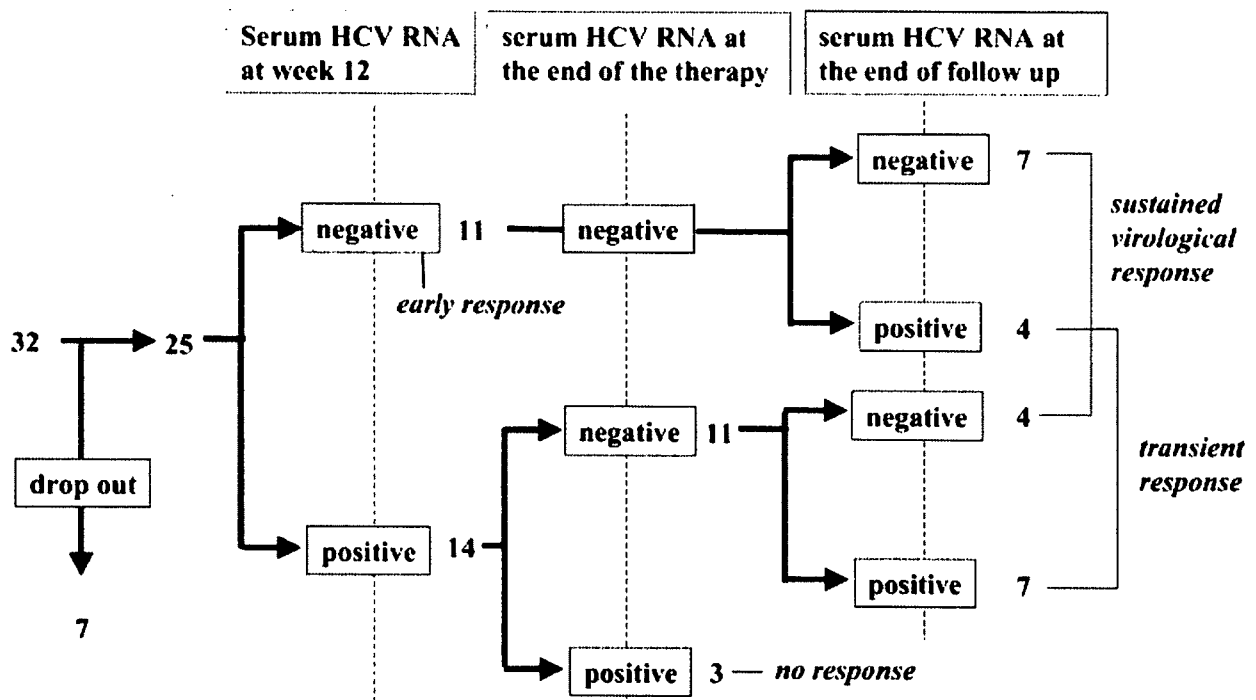 Serum HCV RNA
at week 12
serum HCV RNA at
the end of the therapy
serum HCV RNA at
the end of follow up
negative 7
sustained
virological
response
negative 11
negative
early response
positive 4
32
25
negative 4
negative 11
transient
response
drop out
positive 14
positive 7
7
positive 3
no response